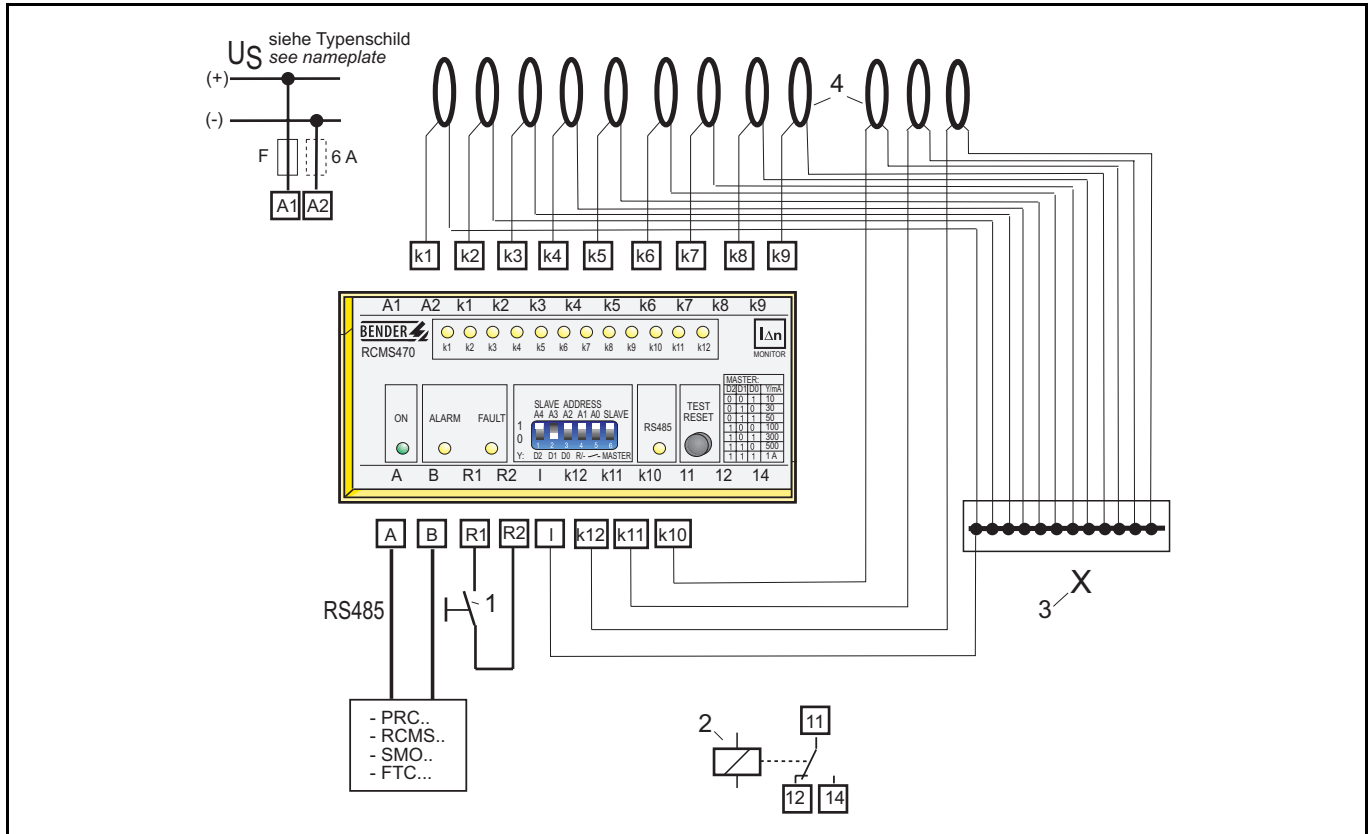 US siehe Typenschild
see nameplate
(+)
(-)
F
6 A
A1 A2
4
k1 k2 k3 k4 k5 k6 k7 k8 k9
A1 A2 k1 k2 k3 k4 k5 k6 k7 k8 k9
BENDER
RCMS470
k1 k2 k3 k4 k5 k6 k7 k8 k9 k10 k11 k12
I∆n
MONITOR
ON
ALARM FAULT
SLAVE ADDRESS
A4 A3 A2 A1 A0 SLAVE
1
0
1 2 3 4 5 6
Y: D2 D1 D0 R/- MASTER
RS485
TEST
RESET
MASTER:
D2 D1 D0 Y/mA
0 0 1 10
0 1 0 30
0 1 1 50
1 0 0 100
1 0 1 300
1 1 0 500
1 1 1 1 A
A B R1 R2 I k12 k11 k10 11 12 14
A B R1 R2 I k12 k11 k10
RS485
1
3 X
- PRC..
- RCMS..
- SMO..
- FTC...
2
11
12 14